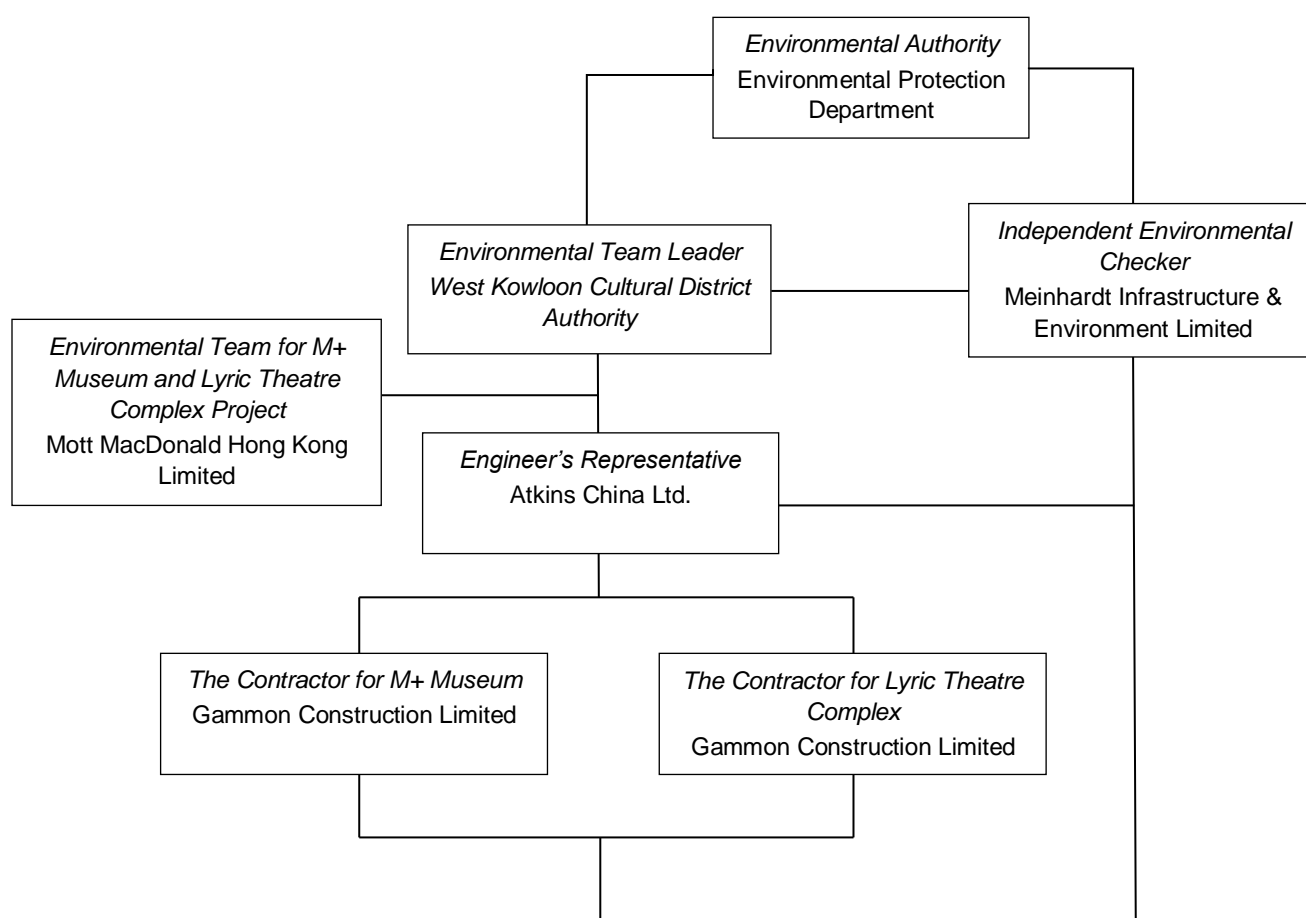 Environmental Authority
Environmental Protection
Department
Environmental Team Leader
West Kowloon Cultural District
Authority
Independent Environmental
Checker
Meinhardt Infrastructure &
Environment Limited
Environmental Team for M+
Museum and Lyric Theatre
Complex Project
Mott MacDonald Hong Kong
Limited
Engineer’s Representative
Atkins China Ltd.
The Contractor for M+ Museum
Gammon Construction Limited
The Contractor for Lyric Theatre
Complex
Gammon Construction Limited